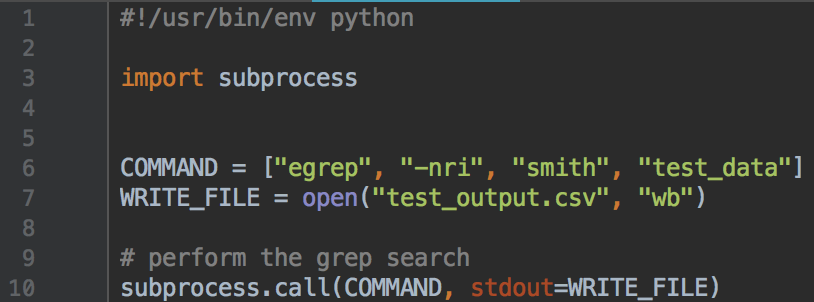 1 #!/usr/bin/env python
2
3 import subprocess
4
5
6 COMMAND = ["egrep", "-nri", "smith", "test_data"]
7 WRITE_FILE = open("test_output.csv", "wb")
8
9 # perform the grep search
10 subprocess.call(COMMAND, stdout=WRITE_FILE)